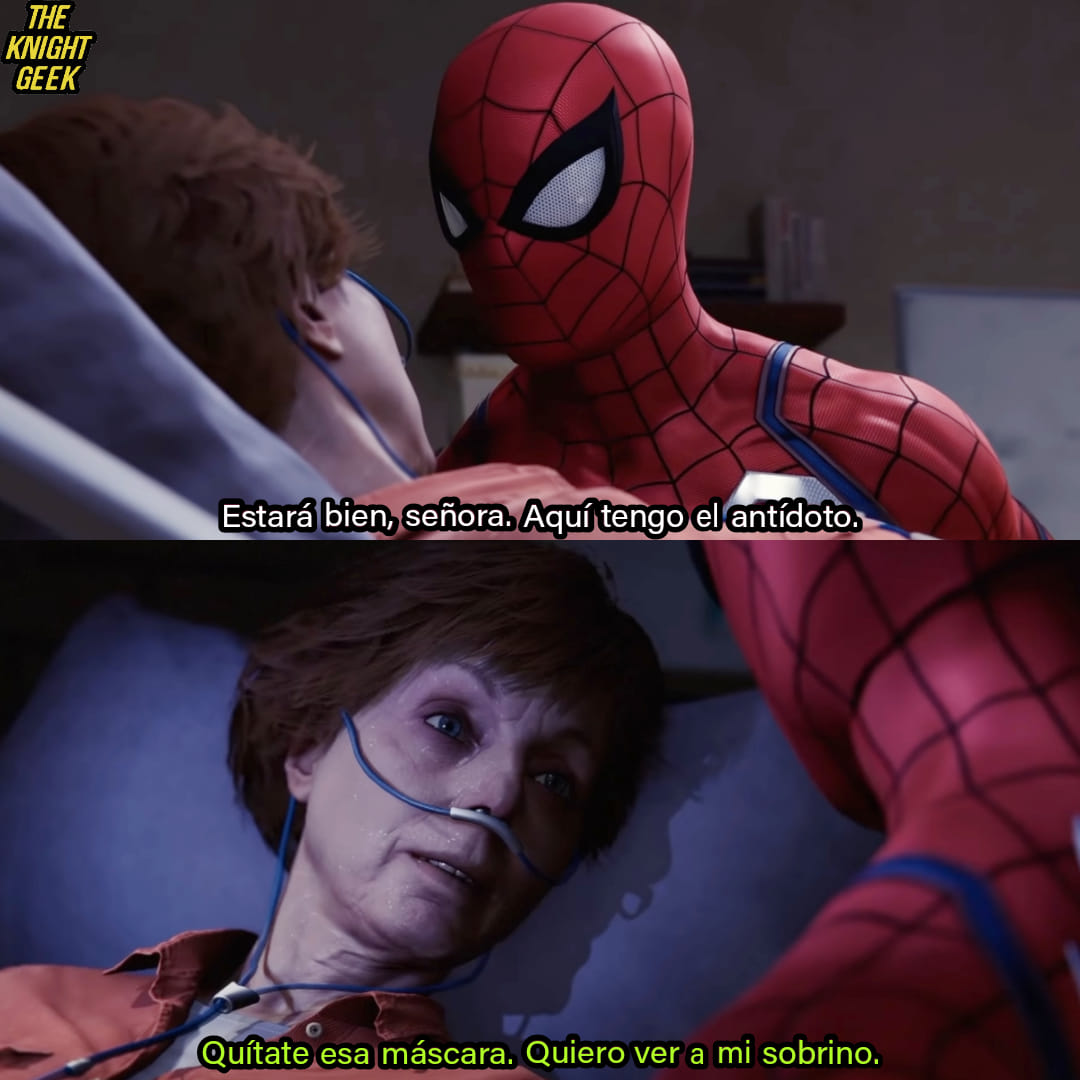 THE
KNIGHT
GEEK
Estará bien, señora. Aquí tengo el antídoto.
Quítate esa máscara. Quiero ver a mi sobrino.